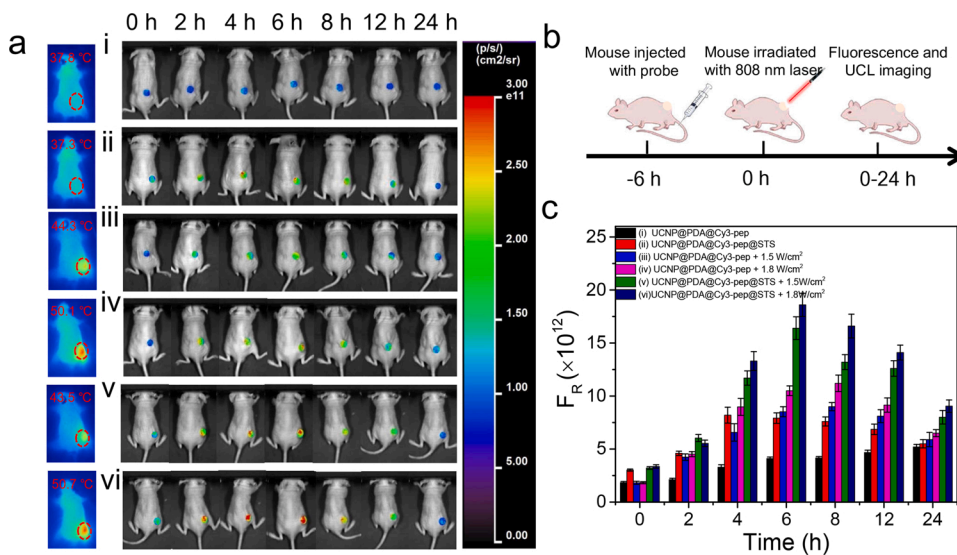 0 h 2 h 4 h 6 h 8 h 12 h 24 h
a
i
ii
iii
iv
v
vi
37.3 °C
50.1 °C
(p/s/)
(cm2/sr)
3.00
e11
2.50
2.00
1.50
1.00
5.00
0.00
b
Mouse injected
with probe
Mouse irradiated
with 808 nm laser
Fluorescence and
UCL imaging
-6 h
0 h
0-24 h
c
(i) UCNP@PDA@Cy3-pep
(ii) UCNP@PDA@Cy3-pep@STS
(iii) UCNP@PDA@Cy3-pep + 1.5 W/cm²
(iv) UCNP@PDA@Cy3-pep + 1.8 W/cm²
(v) UCNP@PDA@Cy3-pep@STS + 1.5W/cm²
(vi)UCNP@PDA@Cy3-pep@STS + 1.8W/cm²
25
20
15
10
5
0
F_R (×10¹²)
0 2 4 6 8 12 24
Time (h)